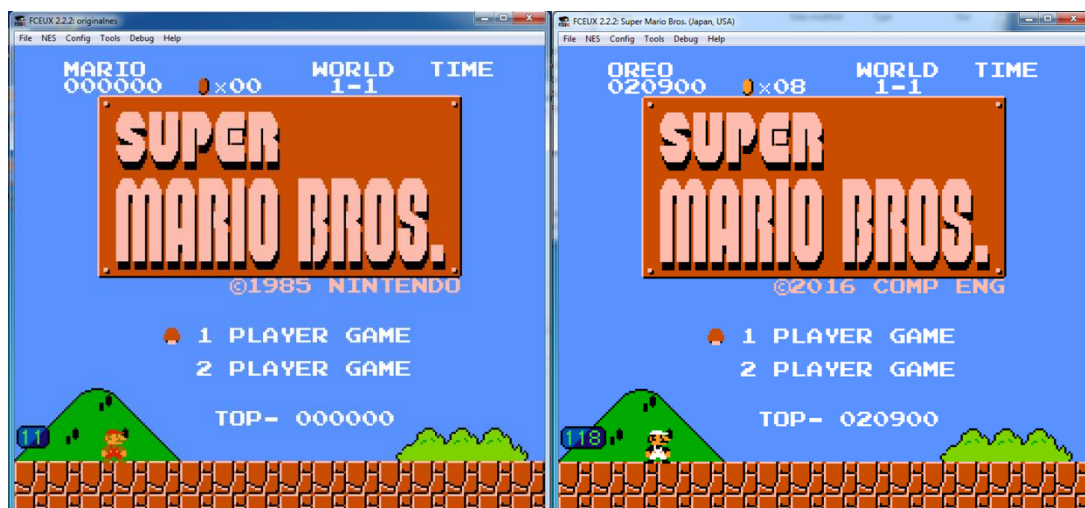 FCEUX 2.2.2: originalnes
File NES Config Tools Debug Help
MARIO WORLD TIME
000000 ×00 1-1
SUPER
MARIO BROS.
©1985 NINTENDO
1 PLAYER GAME
2 PLAYER GAME
TOP- 000000
11
FCEUX 2.2.2: Super Mario Bros. (Japan, USA)
File NES Config Tools Debug Help
OREO WORLD TIME
020900 ×08 1-1
SUPER
MARIO BROS.
©2016 COMP ENG
1 PLAYER GAME
2 PLAYER GAME
TOP- 020900
118